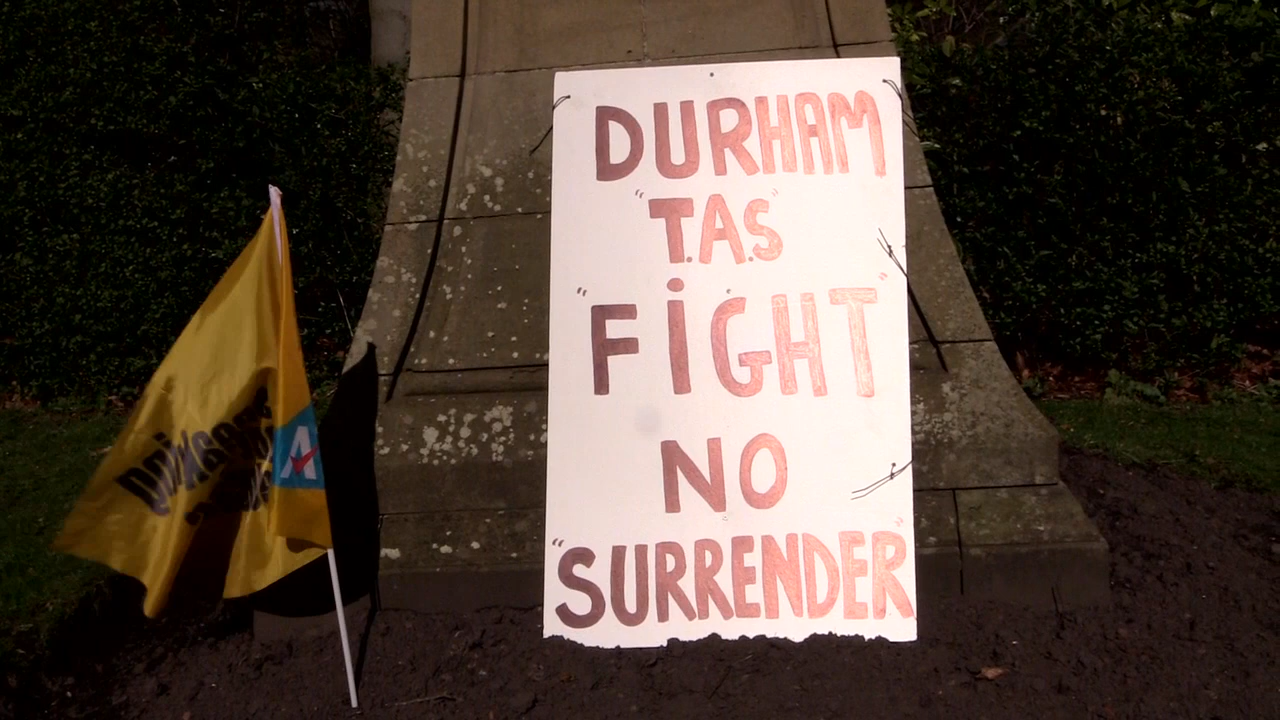 DURHAM
"T.A.S"
"FiGHT"
NO
"SURRENDER"
A